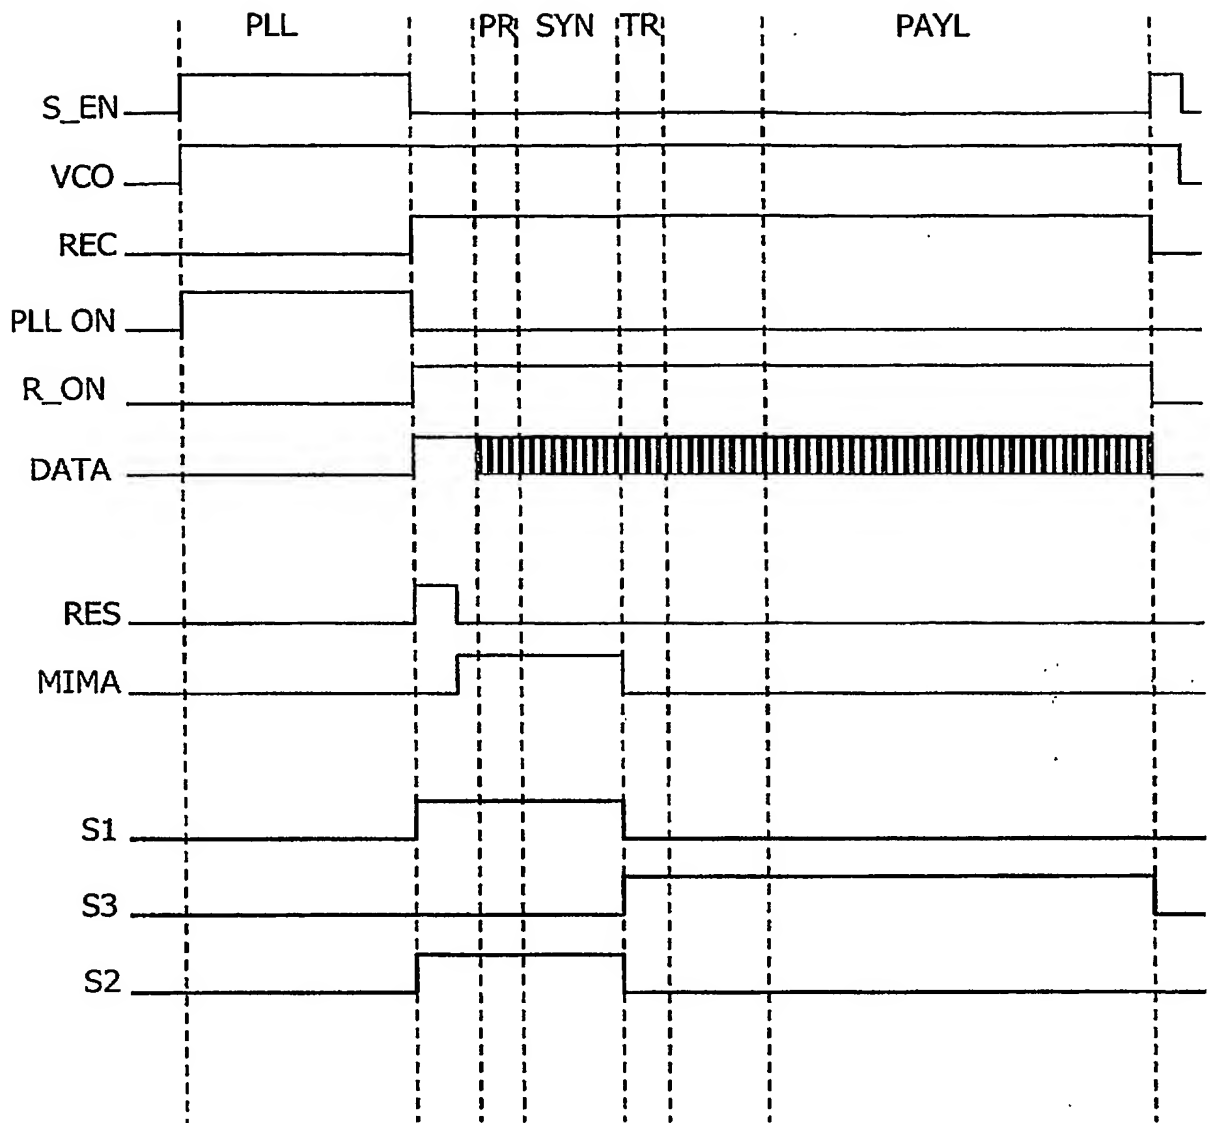 PLL PR SYN TR PAYL
S_EN
VCO
REC
PLL ON
R_ON
DATA
RES
MIMA
S1
S3
S2